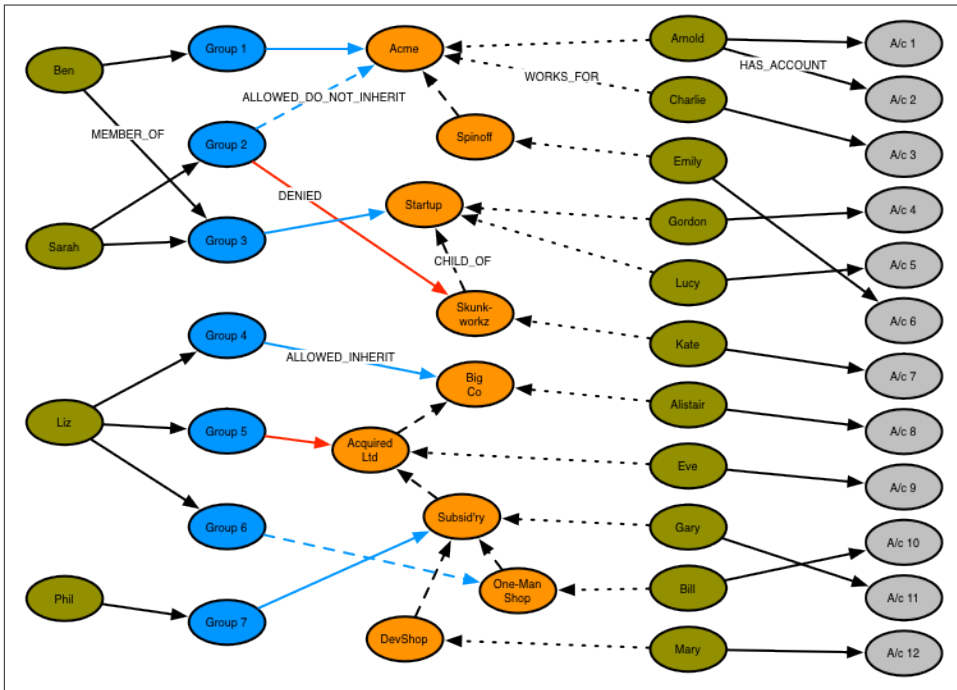 Ben
Sarah
Liz
Phil
MEMBER_OF
Group 1
Group 2
Group 3
Group 4
Group 5
Group 6
Group 7
ALLOWED_DO_NOT_INHERIT
DENIED
ALLOWED_INHERIT
Acme
Spinoff
Startup
CHILD_OF
Skunk-
workz
Big
Co
Acquired
Ltd
Subsid'ry
One-Man
Shop
DevShop
WORKS_FOR
Arnold
Charlie
Emily
Gordon
Lucy
Kate
Alistair
Eve
Gary
Bill
Mary
HAS_ACCOUNT
A/c 1
A/c 2
A/c 3
A/c 4
A/c 5
A/c 6
A/c 7
A/c 8
A/c 9
A/c 10
A/c 11
A/c 12